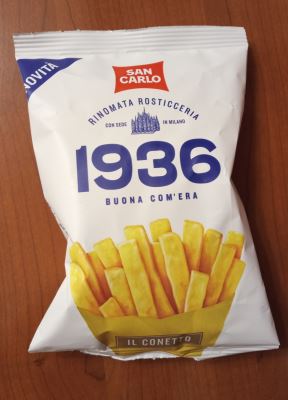 NOVITÀ
SAN
CARLO
RINOMATA ROSTICCERIA
CON SEDE IN MILANO
1936
BUONA COM'ERA
IL CONETTO